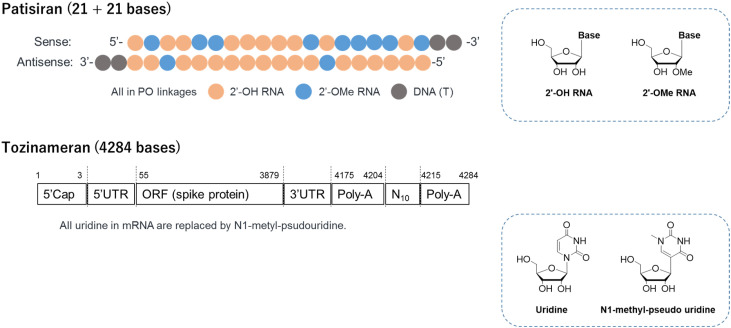 Patisiran (21 + 21 bases)
Sense: 5'- -3'
Antisense: 3'- -5'
All in PO linkages 2'-OH RNA 2'-OMe RNA DNA (T)
Base
HO
O
OH OH
2'-OH RNA
Base
HO
O
OH OMe
2'-OMe RNA
Tozinameran (4284 bases)
1 3 55 3879 4175 4204 4215 4284
5'Cap 5'UTR ORF (spike protein) 3'UTR Poly-A N10 Poly-A
All uridine in mRNA are replaced by N1-metyl-psudouridine.
O
NH
N O
HO
O
OH OH
Uridine
O
N NH
O
HO
O
OH OH
N1-methyl-pseudo uridine